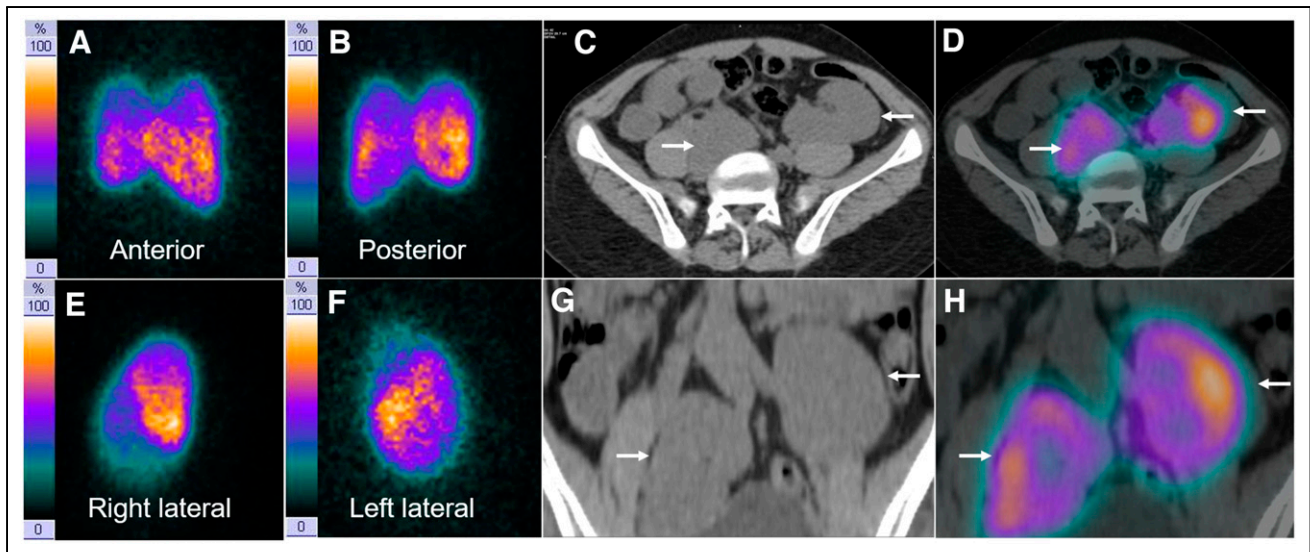 %
100
A
0
Anterior
%
100
B
0
Posterior
C
D
%
100
E
0
Right lateral
%
100
F
0
Left lateral
G
H